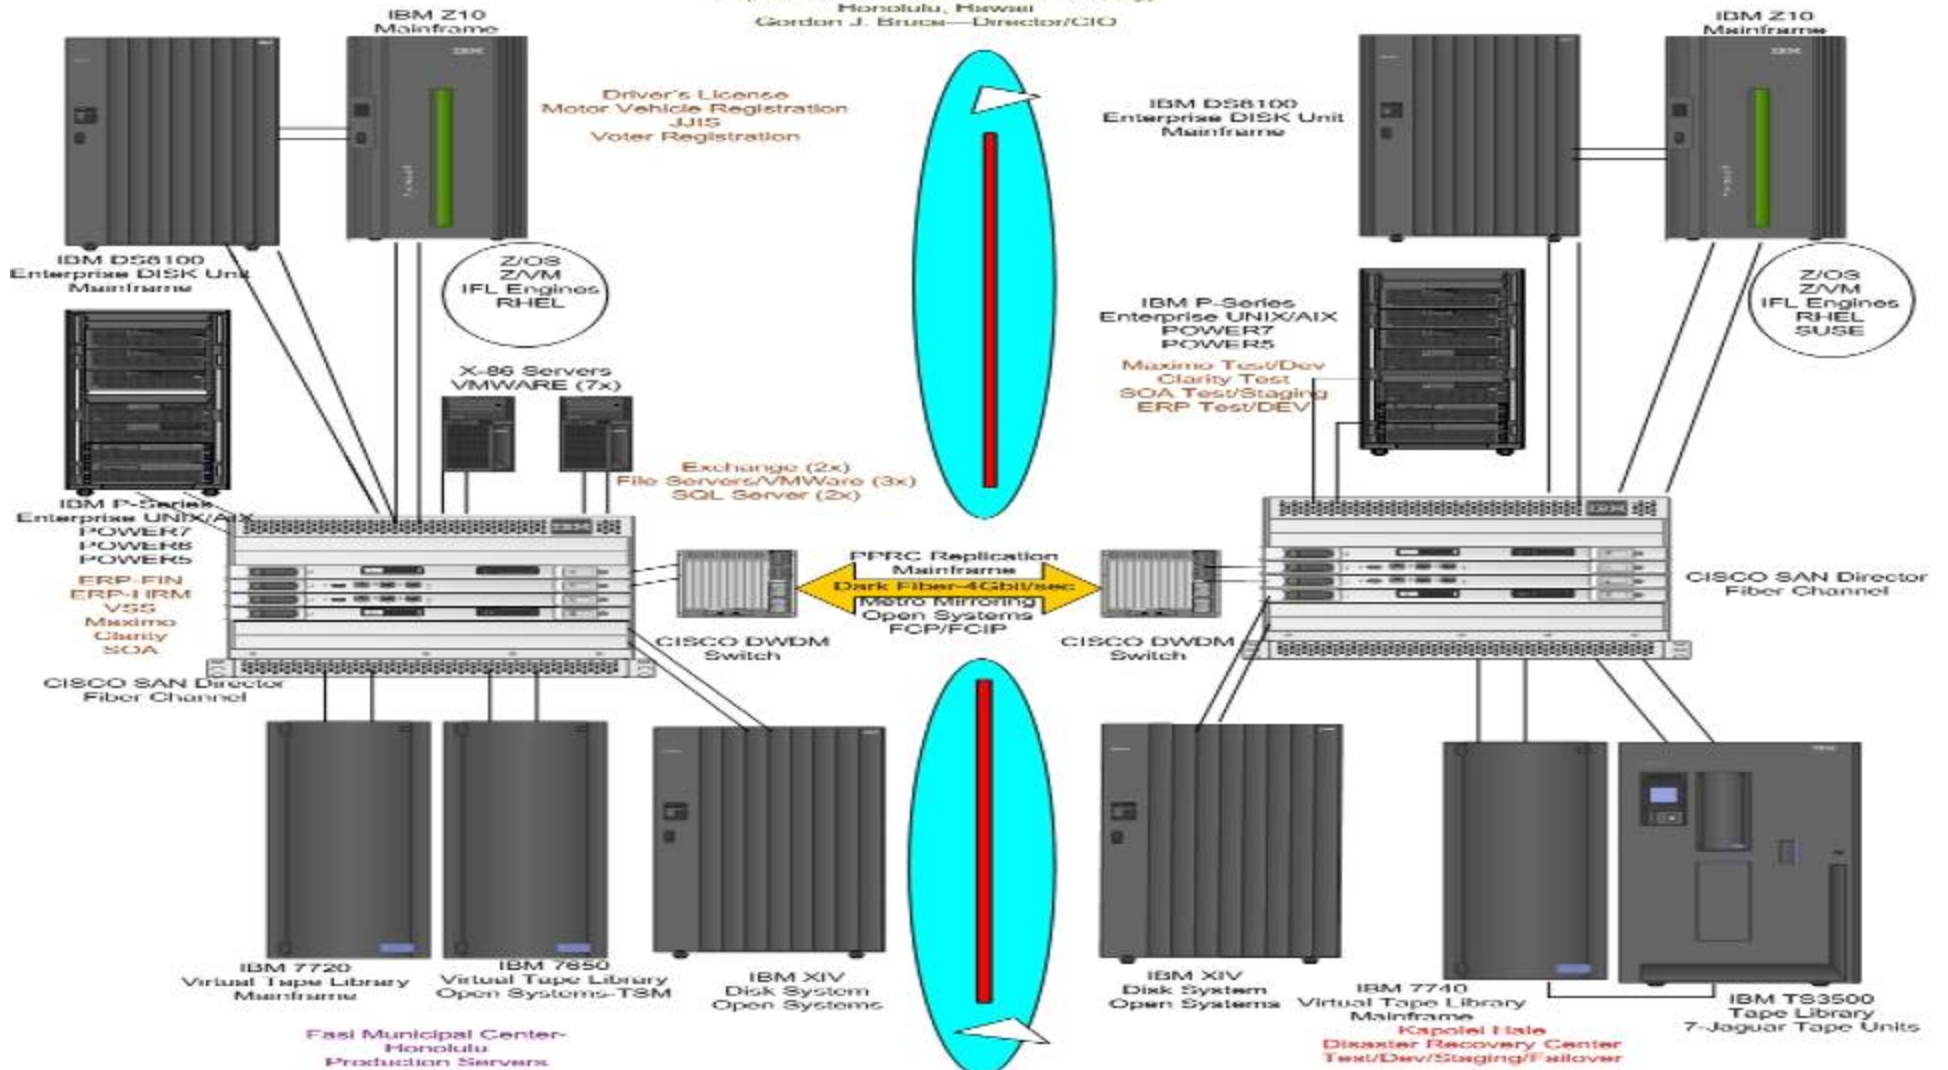 Honolulu, Hawaii
Gordon J. Bruce—Director/CIO
IBM Z10
Mainframe
IBM
Driver's License
Motor Vehicle Registration
JJIS
Voter Registration
IBM DS8100
Enterprise DISK Unit
Mainframe
Z/OS
Z/VM
IFL Engines
RHEL
X-86 Servers
VMWARE (7x)
Exchange (2x)
File Servers/VMWare (3x)
SQL Server (2x)
IBM P-Series
Enterprise UNIX/AIX
POWER7
POWER6
POWER5
ERP-FIN
ERP-HRM
VSS
Maximo
Clarity
SOA
IBM
CISCO SAN Director
Fiber Channel
CISCO DWDM
Switch
PPRC Replication
Mainframe
Dark Fiber-4Gbit/sec
Metro Mirroring
Open Systems
FCP/FCIP
CISCO DWDM
Switch
IBM 7720
Virtual Tape Library
Mainframe
IBM 7650
Virtual Tape Library
Open Systems-TSM
IBM XIV
Disk System
Open Systems
Fasi Municipal Center-
Honolulu
Production Servers
IBM Z10
Mainframe
IBM
IBM DS8100
Enterprise DISK Unit
Mainframe
Z/OS
Z/VM
IFL Engines
RHEL
SUSE
IBM P-Series
Enterprise UNIX/AIX
POWER7
POWER5
Maximo Test/Dev
Clarity Test
SOA Test/Staging
ERP Test/DEV
IBM
CISCO SAN Director
Fiber Channel
IBM XIV
Disk System
Open Systems
IBM 7740
Virtual Tape Library
Mainframe
IBM TS3500
Tape Library
7-Jaguar Tape Units
Kapolei Hale
Disaster Recovery Center
Test/Dev/Staging/Failover